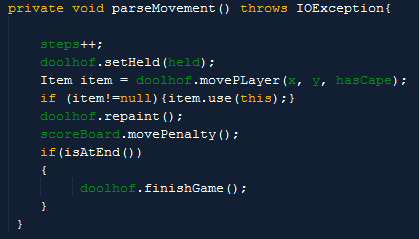 private void parseMovement() throws IOException{
steps++;
doolhof.setHeld(held);
Item item = doolhof.movePLayer(x, y, hasCape);
if (item!=null){item.use(this);}
doolhof.repaint();
scoreBoard.movePenalty();
if(isAtEnd())
{
doolhof.finishGame();
}
}